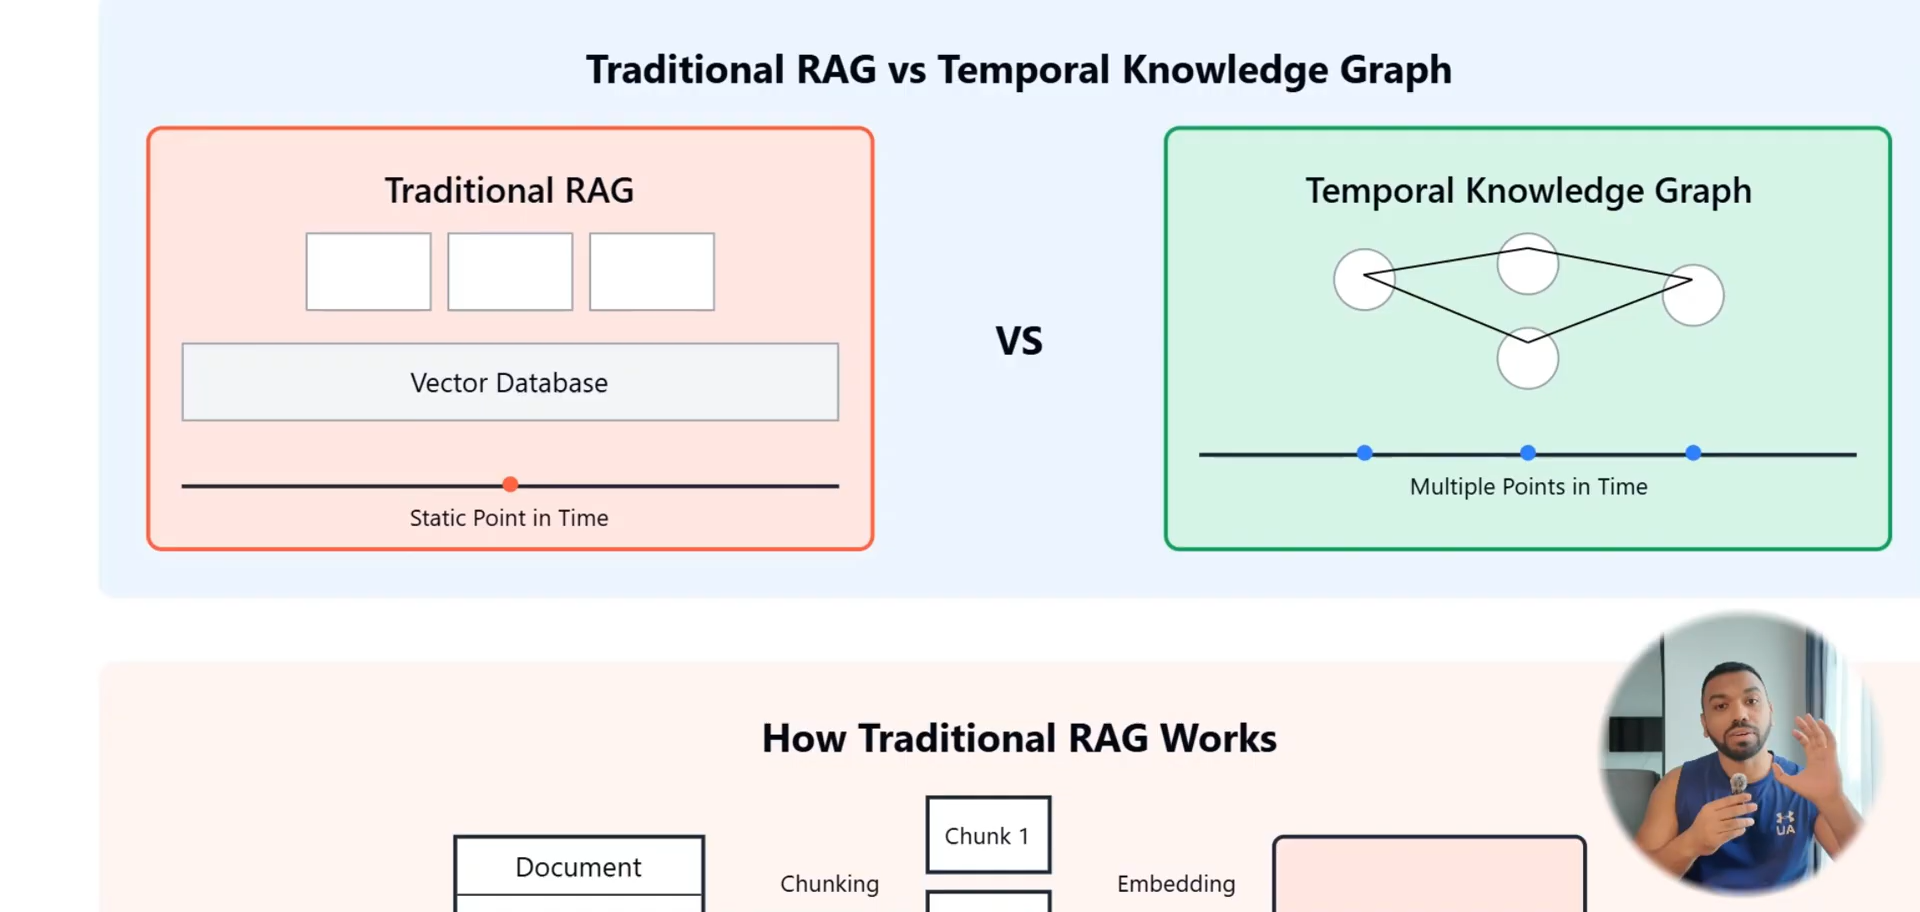 Traditional RAG vs Temporal Knowledge Graph
Traditional RAG
Vector Database
Static Point in Time
VS
Temporal Knowledge Graph
Multiple Points in Time
How Traditional RAG Works
Document
Chunking
Chunk 1
Embedding
UA